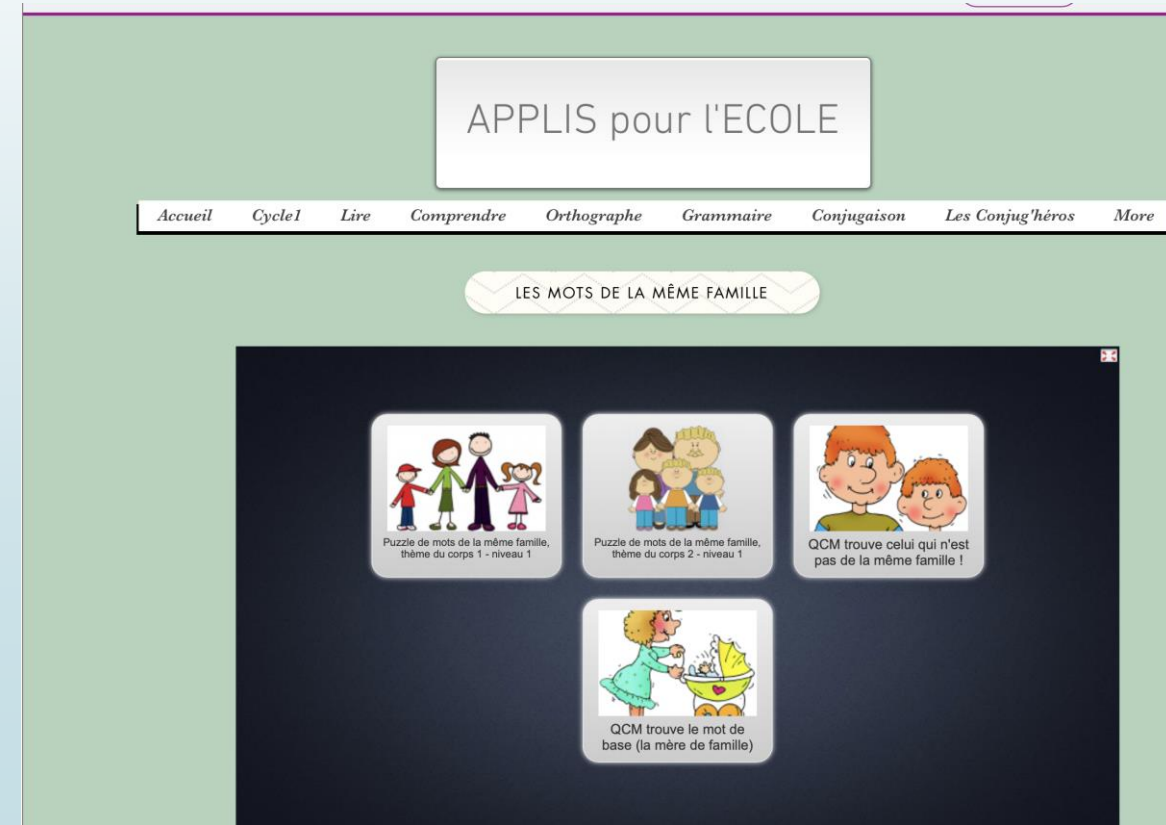 APPLIS pour l'ECOLE
Accueil Cycle1 Lire Comprendre Orthographe Grammaire Conjugaison Les Conjug'héros More
LES MOTS DE LA MÊME FAMILLE
Puzzle de mots de la même famille,
thème du corps 1 - niveau 1
Puzzle de mots de la même famille,
thème du corps 2 - niveau 1
QCM trouve celui qui n'est
pas de la même famille !
QCM trouve le mot de
base (la mère de famille)